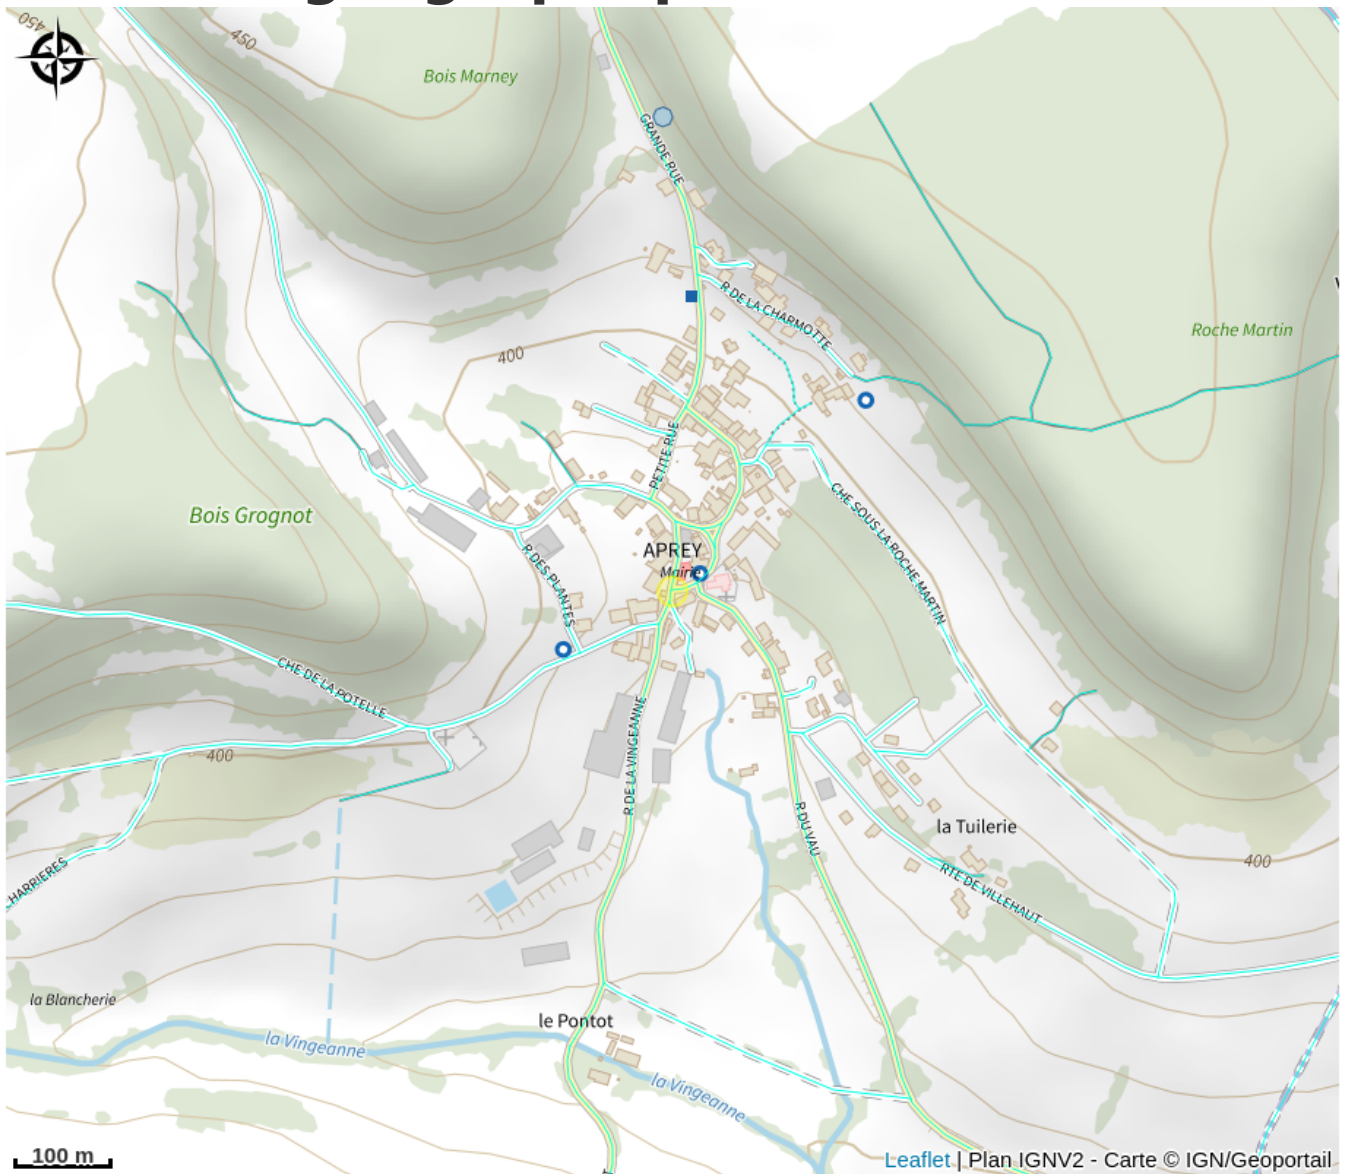 450
450
Bois Marney
GRANDE RUE
R DE LA CHARMOTTE
Roche Martin
400
PETITE RUE
CHE SOUS LA ROCHE MARTIN
Bois Grognot
APREY
Mairie
R DES PLANTES
CHE DE LA POTELLE
400
R DE LA VINGEANNE
R DU VAU
la Tuilerie
400
HARRIERES
RTE DE VILLEHAUT
la Blancherie
le Pontot
la Vingeanne
la Vingeanne
100 m
Leaflet | Plan IGNV2 - Carte © IGN/Geoportail